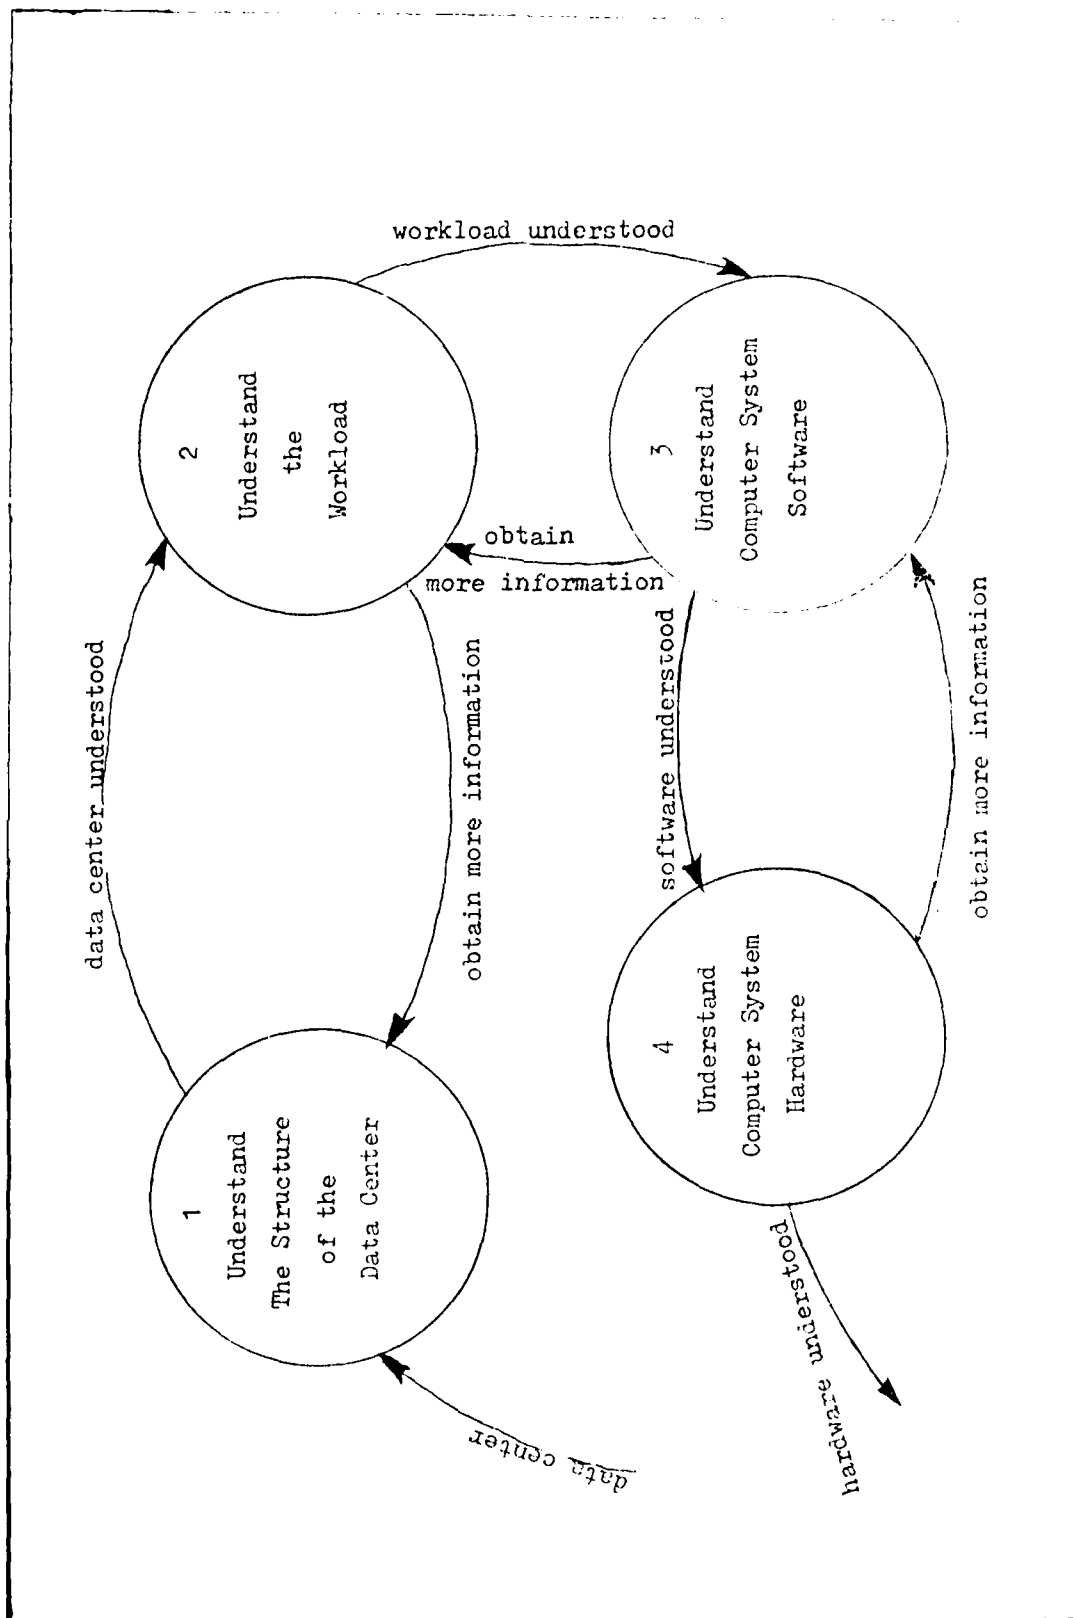 data center
1
Understand
The Structure
of the
Data Center
data center understood
2
Understand
the
Workload
obtain more information
workload understood
3
Understand
Computer System
Software
obtain
more information
software understood
4
Understand
Computer System
Hardware
obtain more information
hardware understood